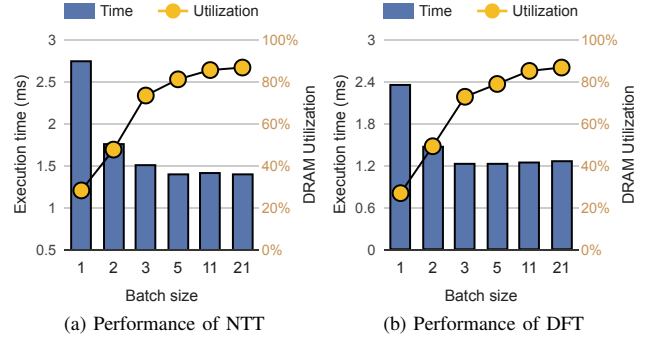 Time Utilization
3 100%
2.5 80%
2 60%
1.5 40%
1 20%
0.5 0%
Execution time (ms)
DRAM Utilization
1 2 3 5 11 21
Batch size
(a) Performance of NTT
Time Utilization
3 100%
2.4 80%
1.8 60%
1.2 40%
0.6 20%
0 0%
Execution time (ms)
DRAM Utilization
1 2 3 5 11 21
Batch size
(b) Performance of DFT